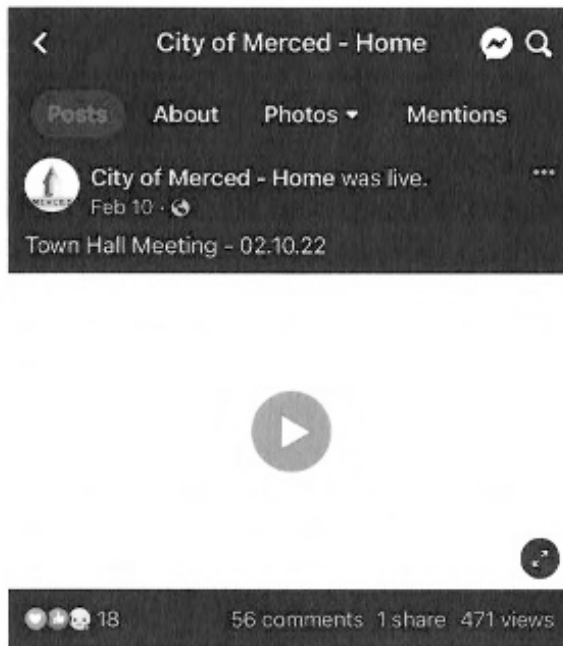 City of Merced - Home
Posts About Photos Mentions
City of Merced - Home was live.
Feb 10 ·
Town Hall Meeting - 02.10.22
MERCED
18 56 comments 1 share 471 views